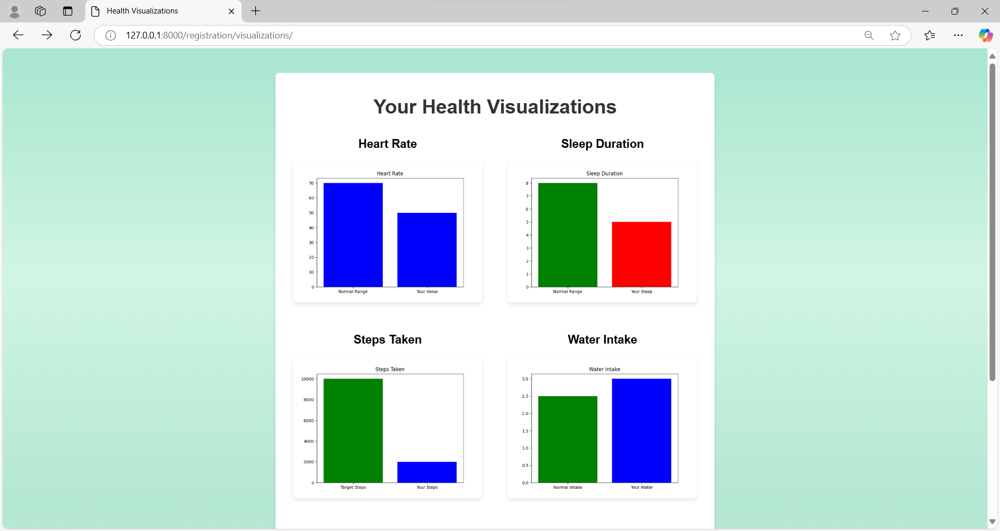 Health Visualizations
127.0.0.1:8000/registration/visualizations/
Your Health Visualizations
Heart Rate
Heart Rate
70
60
50
40
30
20
10
0
Normal Range Your Value
Sleep Duration
Sleep Duration
8
7
6
5
4
3
2
1
0
Normal Range Your Sleep
Steps Taken
Steps Taken
10000
8000
6000
4000
2000
0
Target Steps Your Steps
Water Intake
Water Intake
3.0
2.5
2.0
1.5
1.0
0.5
0.0
Normal Intake Your Water